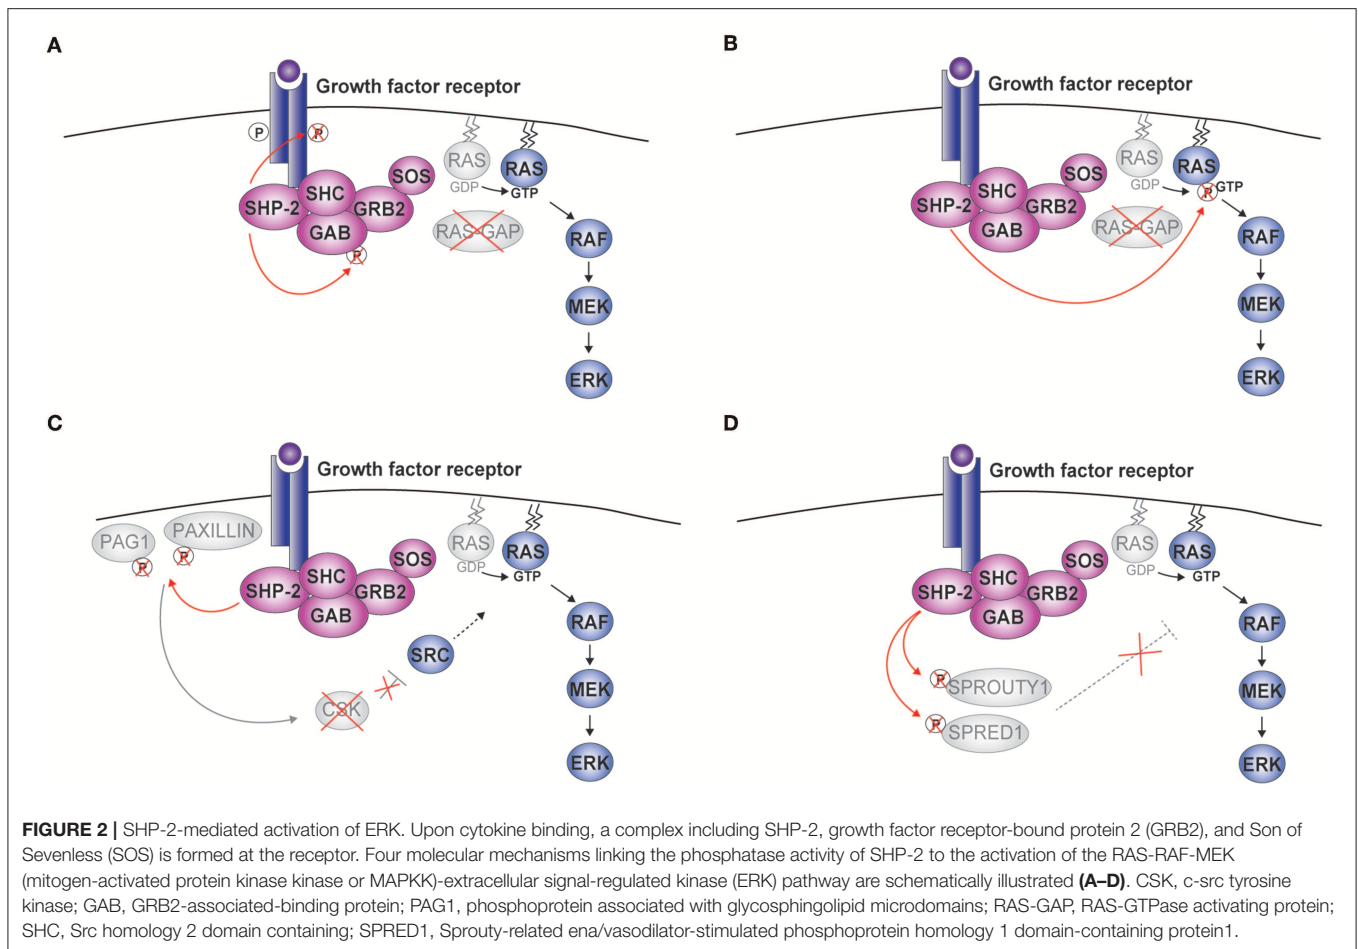 A
Growth factor receptor
P
P
SHP-2
SHC
GAB
GRB2
SOS
P
RAS
GDP
RAS
GTP
RAS-GAP
RAF
MEK
ERK
B
Growth factor receptor
SHP-2
SHC
GAB
GRB2
SOS
RAS
GDP
RAS
P
GTP
RAS-GAP
RAF
MEK
ERK
C
Growth factor receptor
PAG1
P
PAXILLIN
P
SHP-2
SHC
GAB
GRB2
SOS
RAS
GDP
RAS
GTP
SRC
CSK
RAF
MEK
ERK
D
Growth factor receptor
SHP-2
SHC
GAB
GRB2
SOS
RAS
GDP
RAS
GTP
P
SPROUTY1
P
SPRED1
RAF
MEK
ERK
FIGURE 2 | SHP-2-mediated activation of ERK. Upon cytokine binding, a complex including SHP-2, growth factor receptor-bound protein 2 (GRB2), and Son of
Sevenless (SOS) is formed at the receptor. Four molecular mechanisms linking the phosphatase activity of SHP-2 to the activation of the RAS-RAF-MEK
(mitogen-activated protein kinase kinase or MAPKK)-extracellular signal-regulated kinase (ERK) pathway are schematically illustrated (A–D). CSK, c-src tyrosine
kinase; GAB, GRB2-associated-binding protein; PAG1, phosphoprotein associated with glycosphingolipid microdomains; RAS-GAP, RAS-GTPase activating protein;
SHC, Src homology 2 domain containing; SPRED1, Sprouty-related ena/vasodilator-stimulated phosphoprotein homology 1 domain-containing protein1.